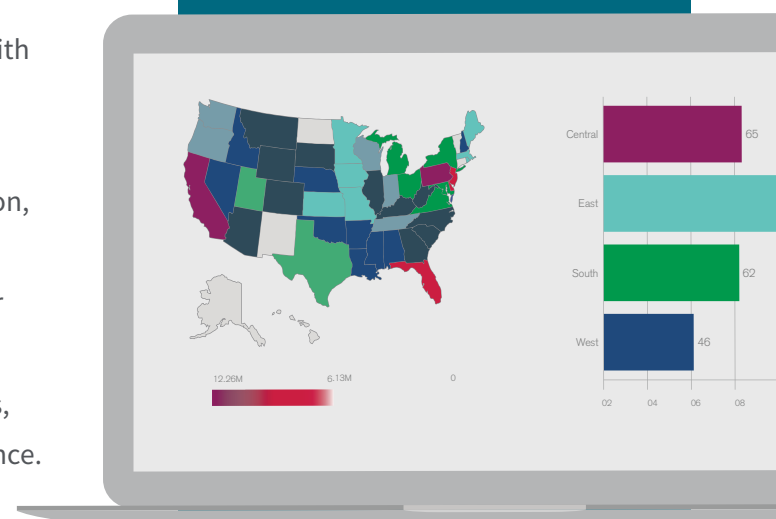 ith
on,
nce.
12.26M
6.13M
0
Central
65
East
South
62
West
46
02
04
06
08